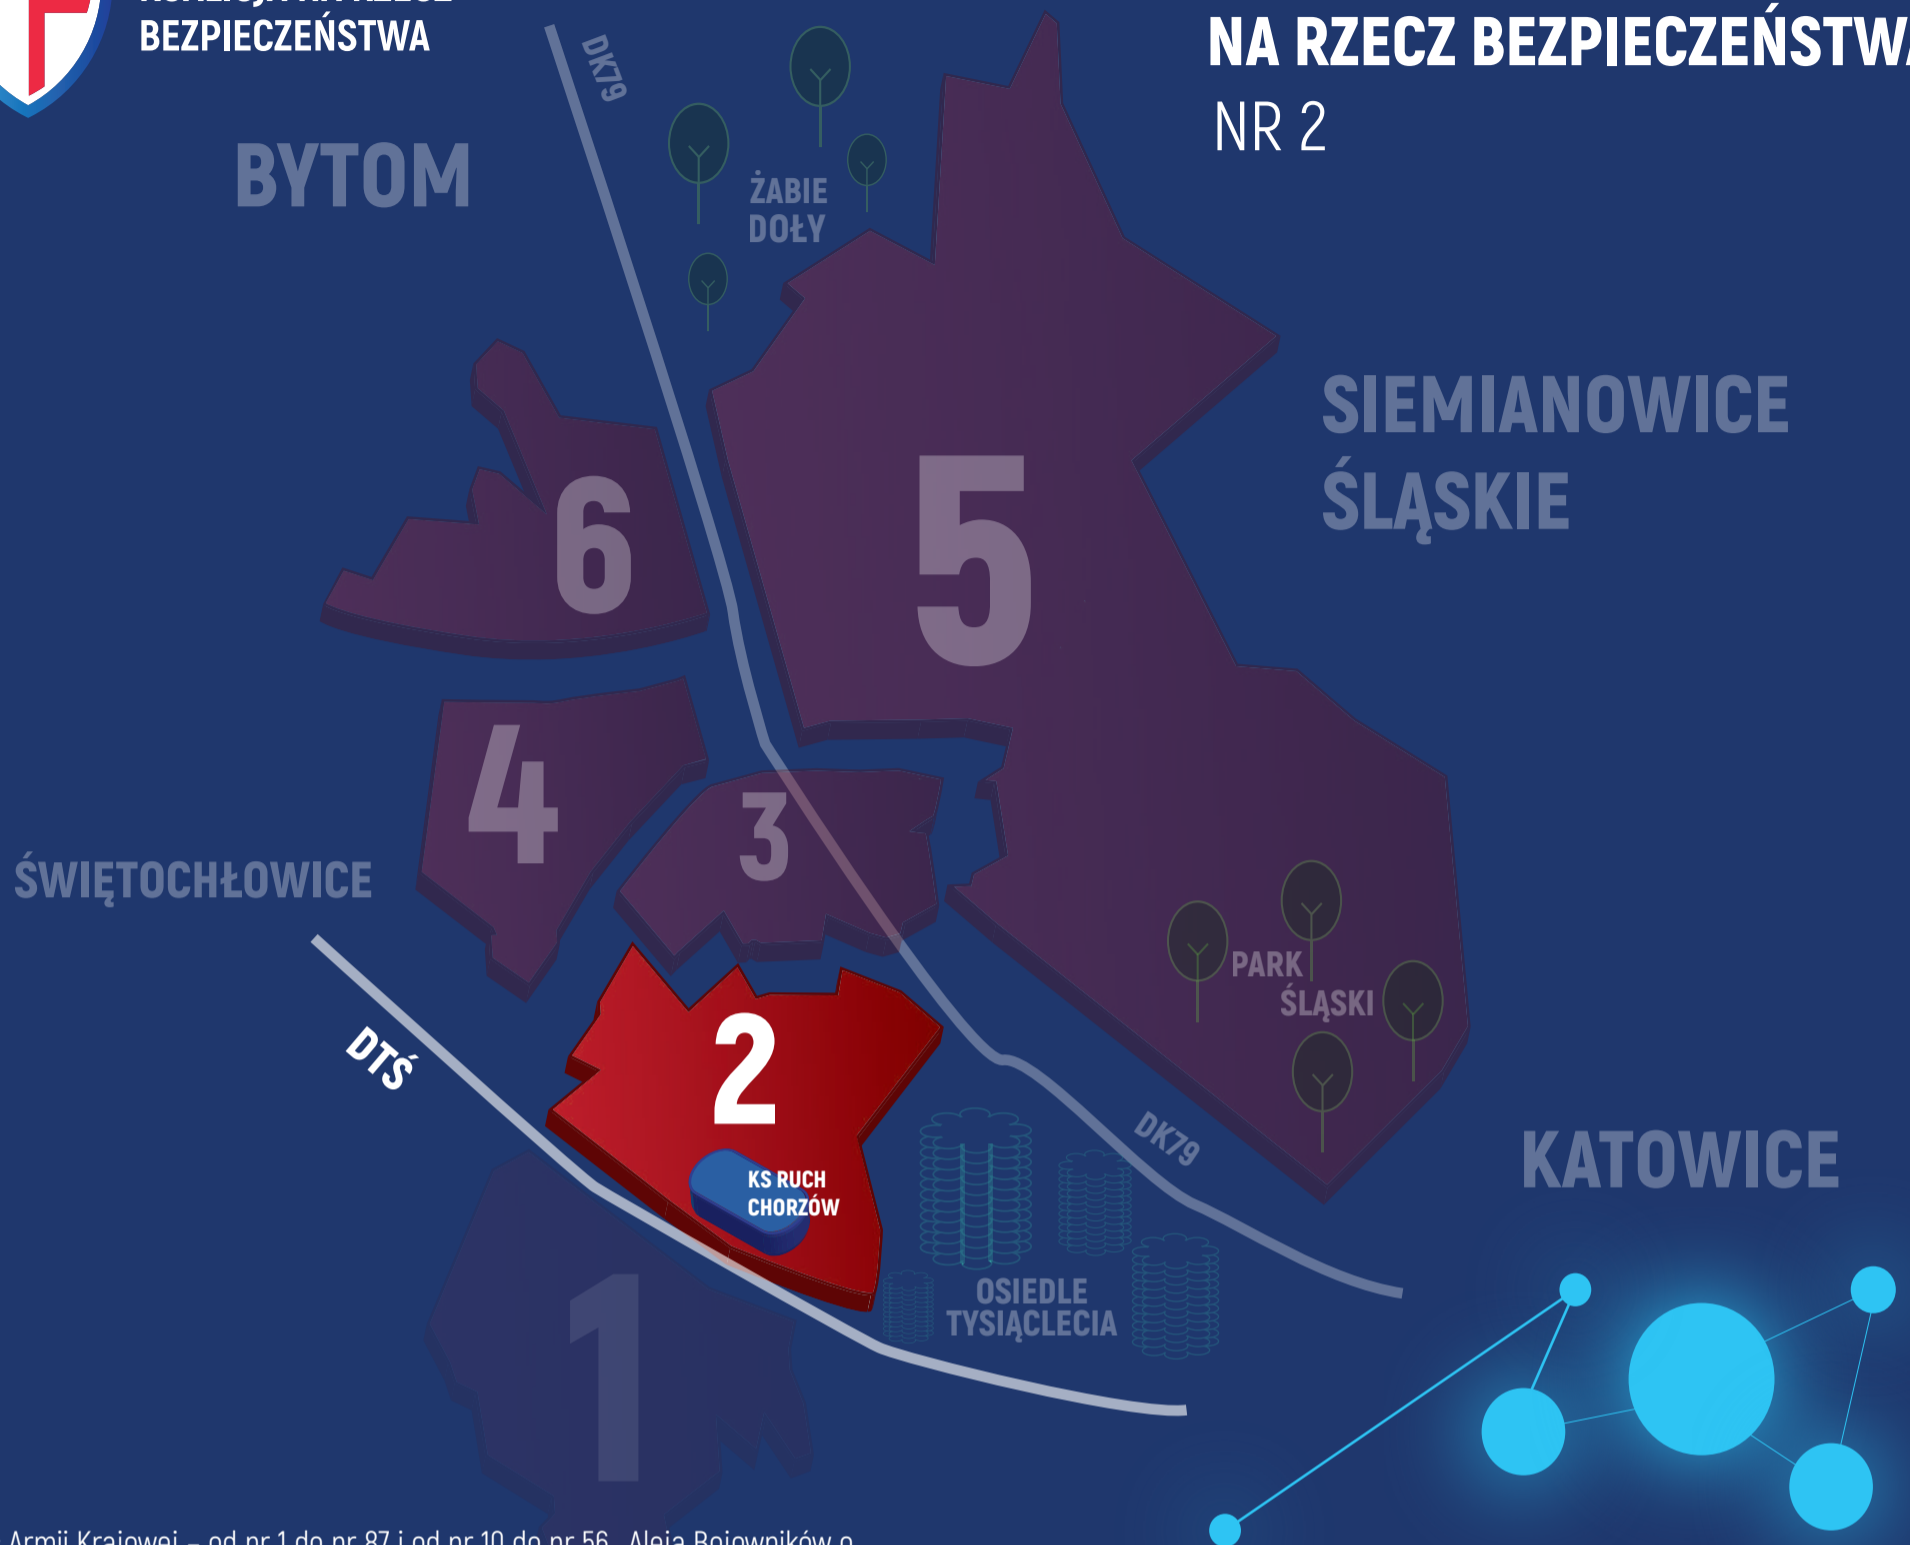 BEZPIECZEŃSTWA
NA RZECZ BEZPIECZEŃSTWA
NR 2
DK79
BYTOM
ŻABIE
DOŁY
SIEMIANOWICE
ŚLĄSKIE
6
5
4
3
ŚWIĘTOCHŁOWICE
PARK
ŚLĄSKI
DTŚ
2
DK79
KATOWICE
KS RUCH
CHORZÓW
OSIEDLE
TYSIĄCLECIA
1
Armii Krajowej – od nr 1 do nr 87 i od nr 10 do nr 56, Aleja Bojowników o